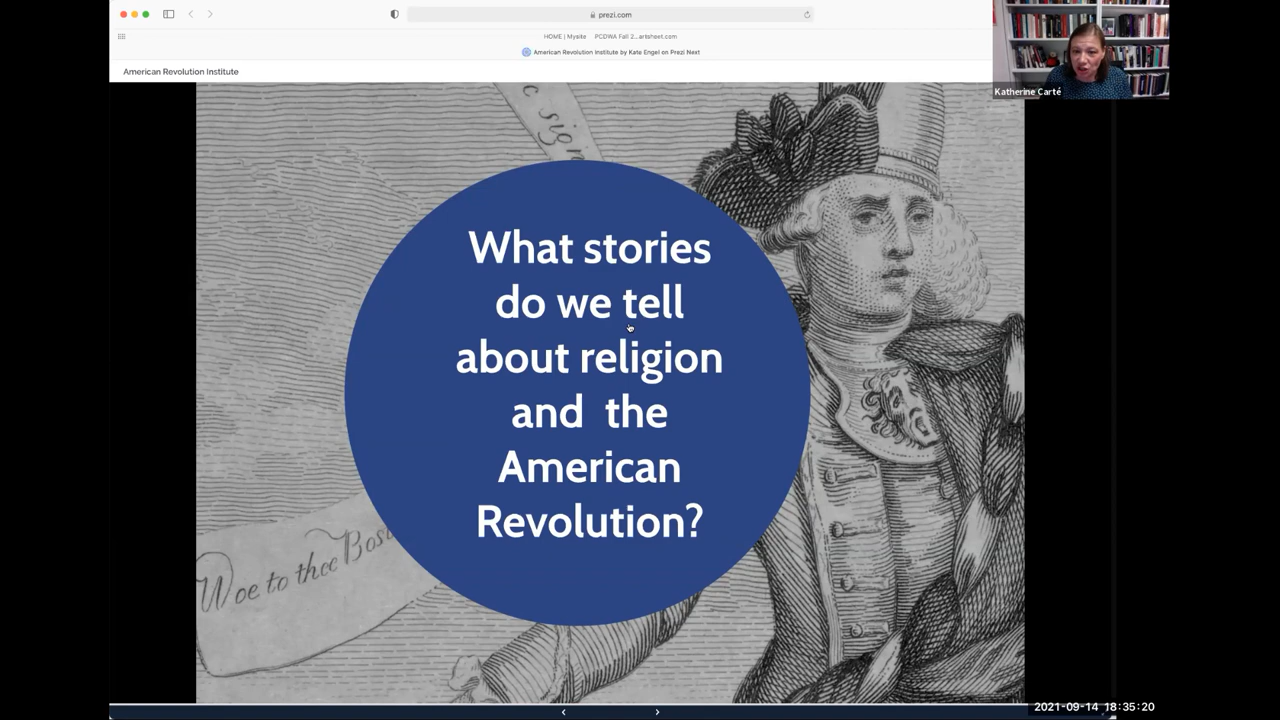 prezi.com
HOME | Mysite
PCDWA Fall 2...artsheet.com
American Revolution Institute by Kate Engel on Prezi Next
American Revolution Institute
Katherine Carté
What stories
do we tell
about religion
and the
American
Revolution?
Woe to thee Bost
2021-09-14 18:35:20